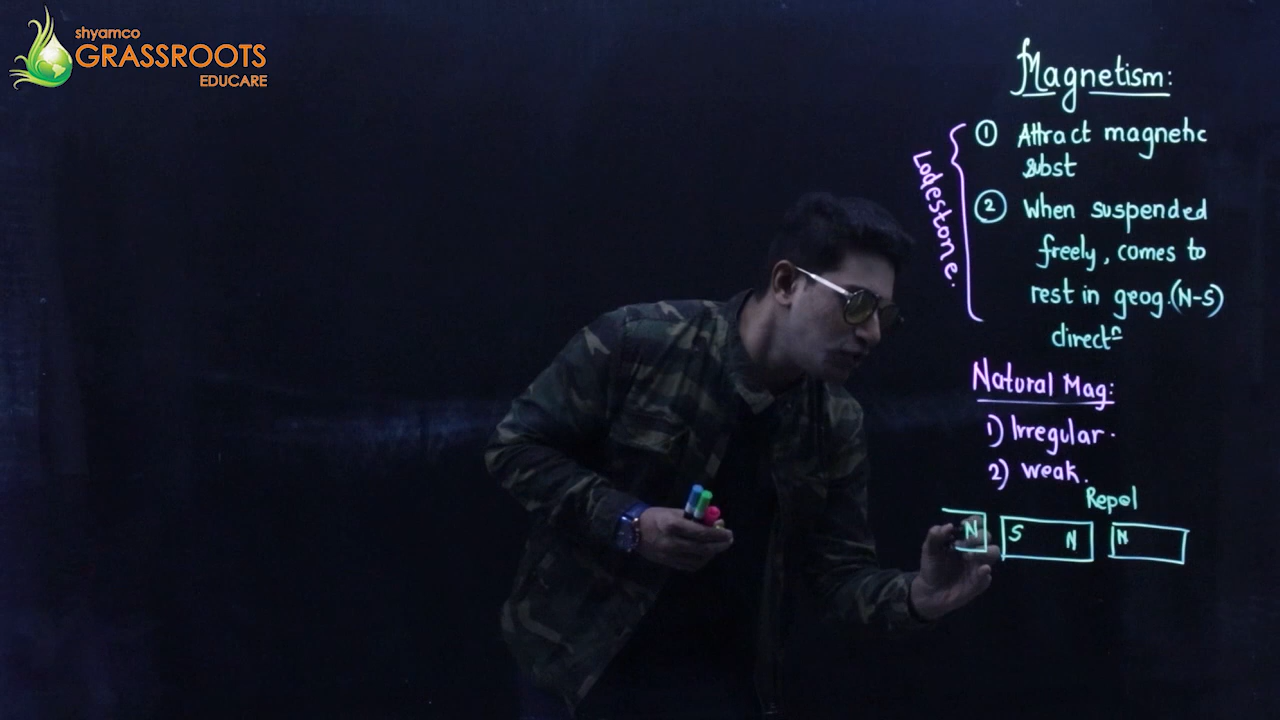 shyamco
GRASSROOTS
EDUCARE
Magnetism:
① Attract magnetic
subst
② When suspended
freely, comes to
rest in geog.(N-S)
directⁿ
Lodestone.
Natural Mag:
1) Irregular.
2) Weak.
Repel
N S N N